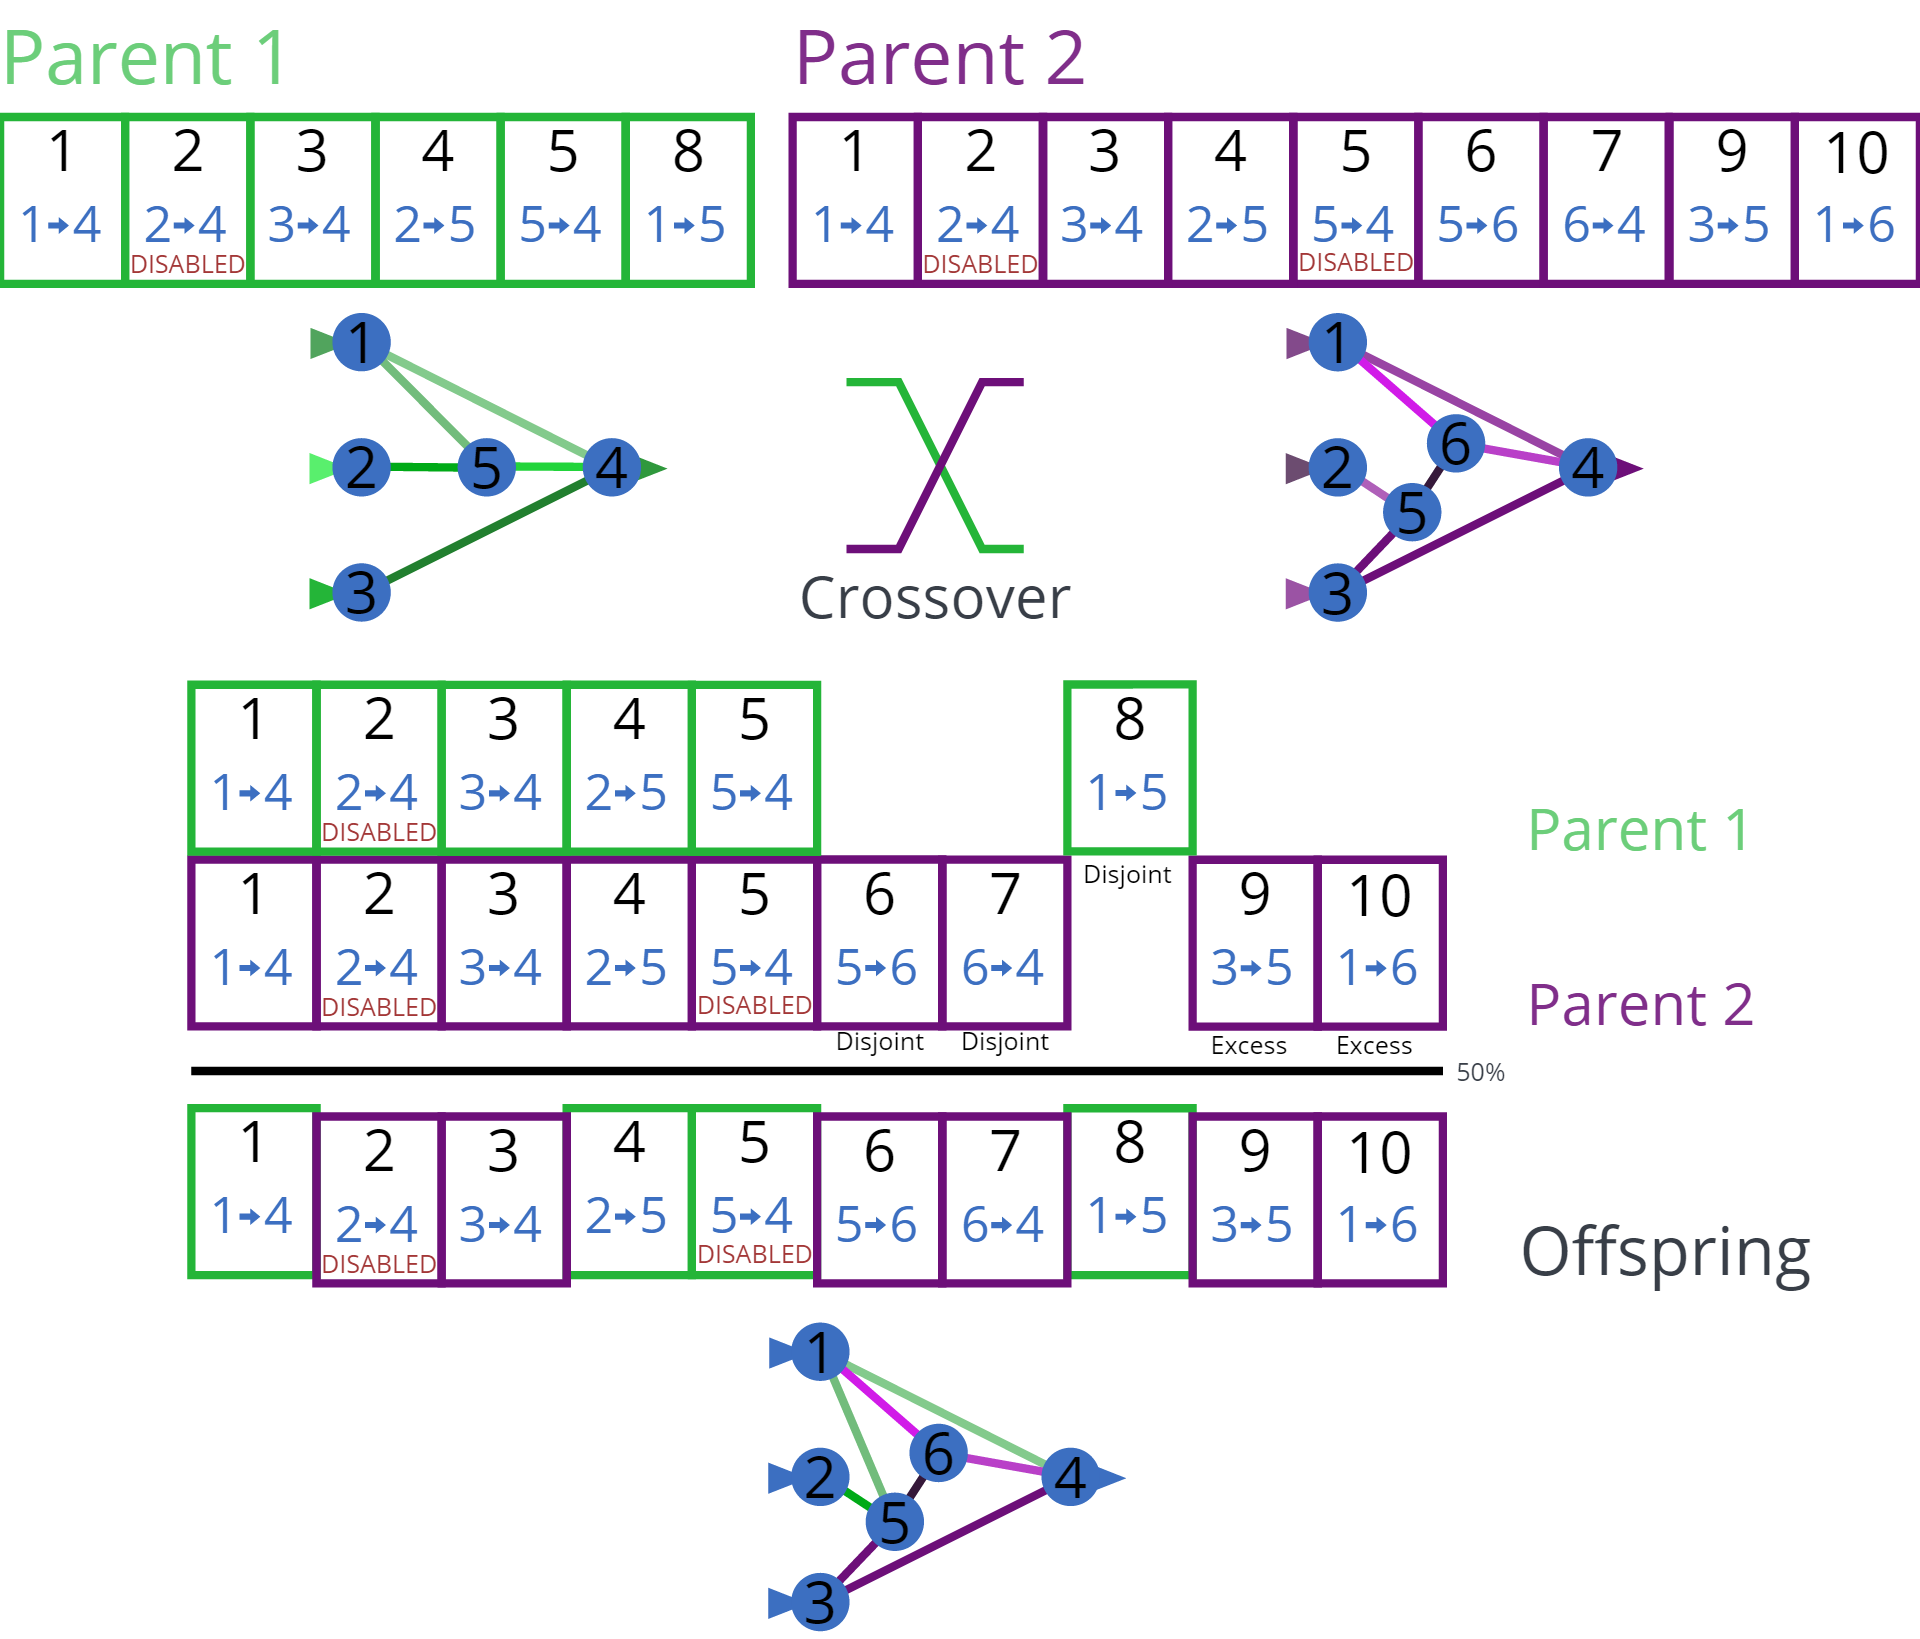 Parent 1
Parent 2
1 2 3 4 5 8
1→4 2→4 3→4 2→5 5→4 1→5
DISABLED
1 2 3 4 5 6 7 9 10
1→4 2→4 3→4 2→5 5→4 5→6 6→4 3→5 1→6
DISABLED DISABLED
1
2 5 4
3
Crossover
1
6
2 4
5
3
1 2 3 4 5 8
1→4 2→4 3→4 2→5 5→4 1→5
DISABLED
Parent 1
Disjoint
1 2 3 4 5 6 7 9 10
1→4 2→4 3→4 2→5 5→4 5→6 6→4 3→5 1→6
DISABLED DISABLED
Parent 2
Disjoint Disjoint Excess Excess
50%
1 2 3 4 5 6 7 8 9 10
1→4 2→4 3→4 2→5 5→4 5→6 6→4 1→5 3→5 1→6
DISABLED DISABLED
Offspring
1
6
2 4
5
3